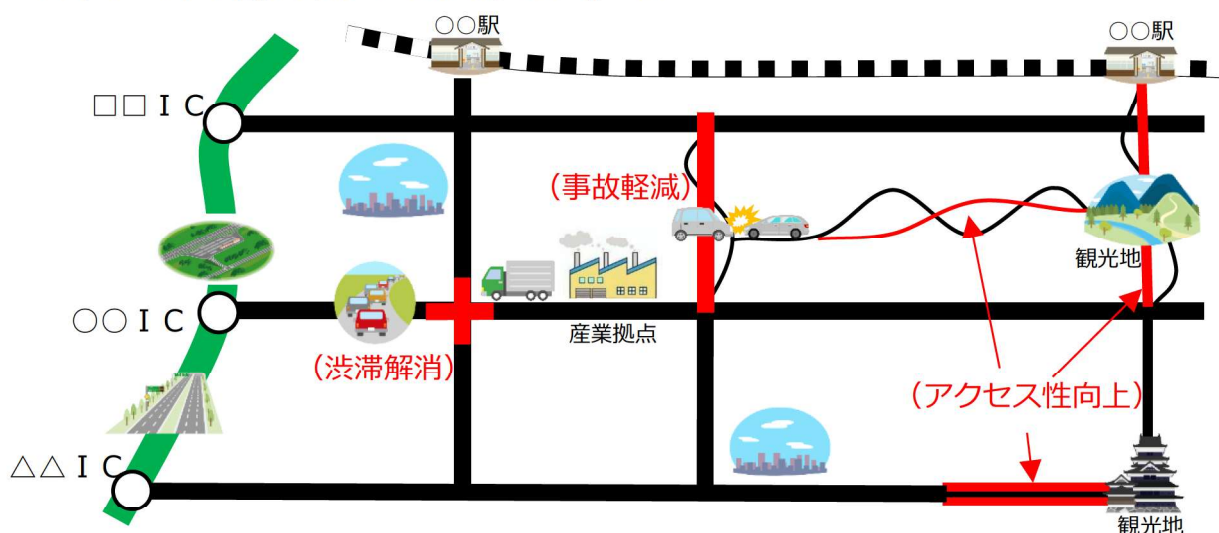 ○○駅
○○駅
□□ＩＣ
（事故軽減）
観光地
○○ＩＣ
産業拠点
（渋滞解消）
（アクセス性向上）
△△ＩＣ
観光地